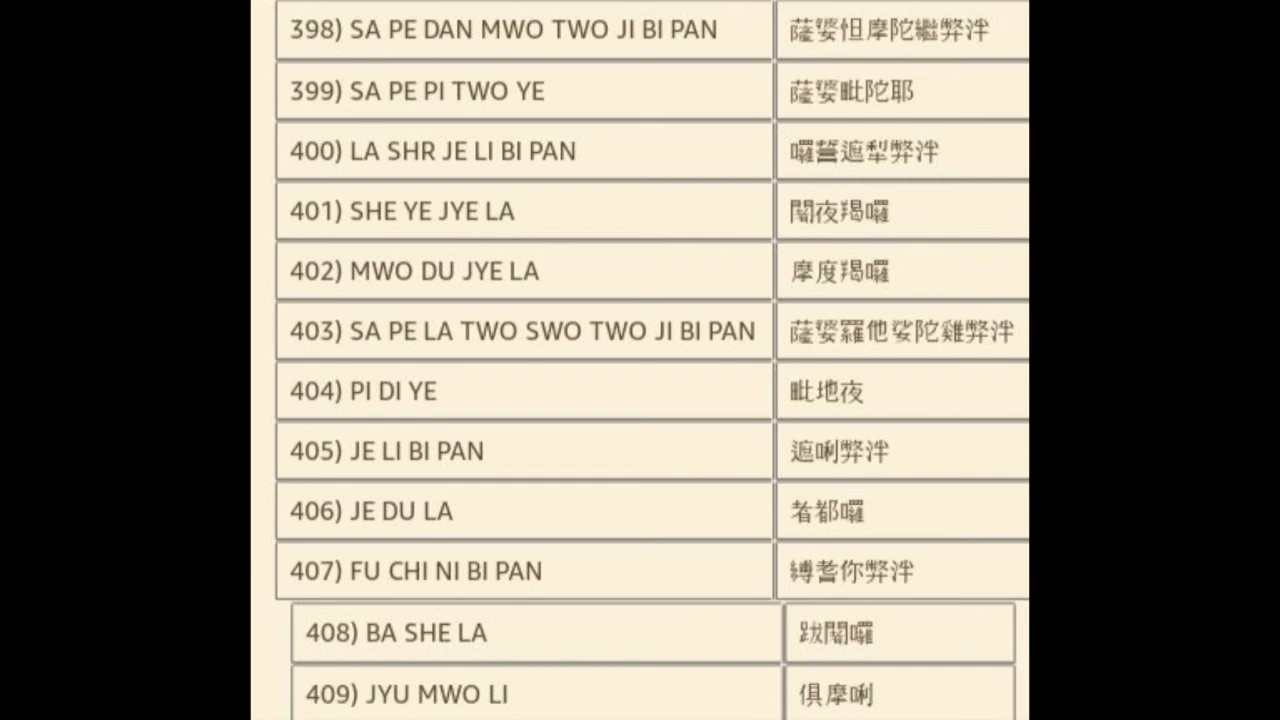 398) SA PE DAN MWO TWO JI BI PAN 薩婆怛摩陀繼弊泮
399) SA PE PI TWO YE 薩婆毗陀耶
400) LA SHR JE LI BI PAN 囉誓遮犁弊泮
401) SHE YE JYE LA 闍夜羯囉
402) MWO DU JYE LA 摩度羯囉
403) SA PE LA TWO SWO TWO JI BI PAN 薩婆羅他娑陀雞弊泮
404) PI DI YE 毗地夜
405) JE LI BI PAN 遮唎弊泮
406) JE DU LA 者都囉
407) FU CHI NI BI PAN 縛耆你弊泮
408) BA SHE LA 跋闍囉
409) JYU MWO LI 俱摩唎